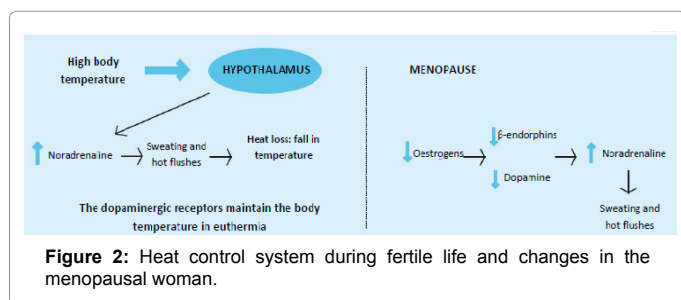 High body
temperature
HYPOTHALAMUS
Noradrenaline
Sweating and
hot flushes
Heat loss: fall in
temperature
The dopaminergic receptors maintain the body
temperature in euthermia
MENOPAUSE
Oestrogens
β-endorphins
Dopamine
Noradrenaline
Sweating and
hot flushes
Figure 2: Heat control system during fertile life and changes in the
menopausal woman.